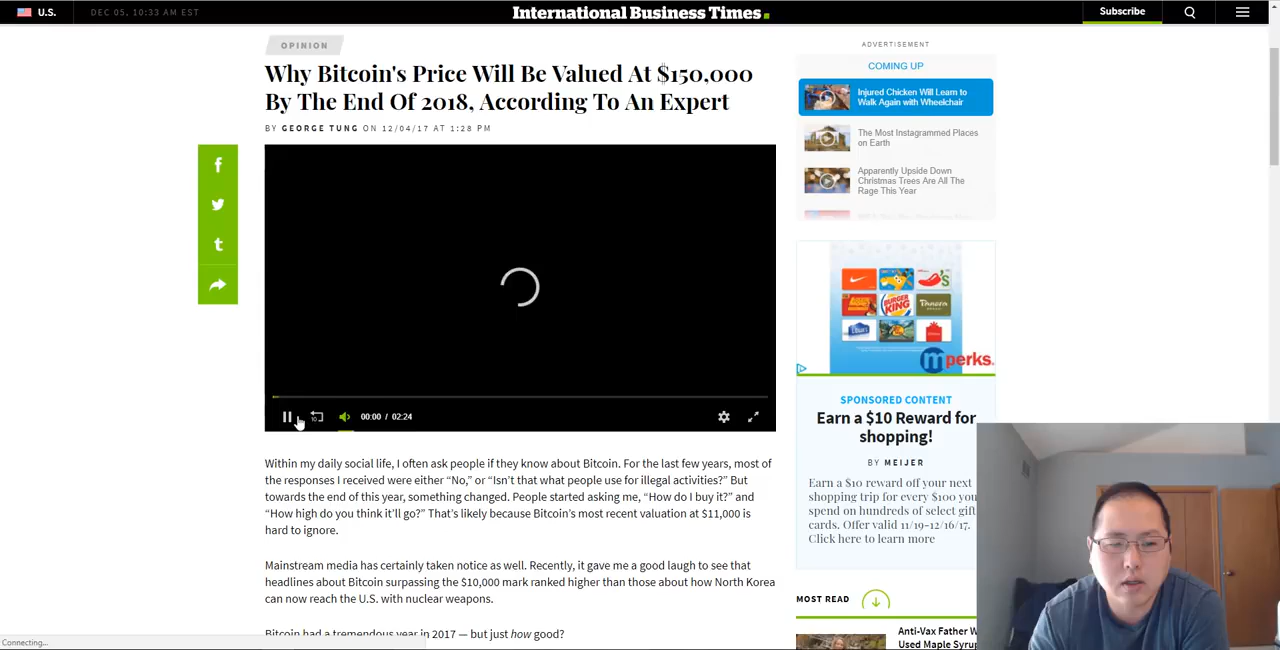 U.S.
DEC 05, 10:33 AM EST
International Business Times.
Subscribe
OPINION
Why Bitcoin's Price Will Be Valued At $150,000
By The End Of 2018, According To An Expert
BY GEORGE TUNG ON 12/04/17 AT 1:28 PM
10
00:00 / 02:24
Within my daily social life, I often ask people if they know about Bitcoin. For the last few years, most of
the responses I received were either “No,” or “Isn’t that what people use for illegal activities?” But
towards the end of this year, something changed. People started asking me, “How do I buy it?” and
“How high do you think it’ll go?” That’s likely because Bitcoin’s most recent valuation at $11,000 is
hard to ignore.
Mainstream media has certainly taken notice as well. Recently, it gave me a good laugh to see that
headlines about Bitcoin surpassing the $10,000 mark ranked higher than those about how North Korea
can now reach the U.S. with nuclear weapons.
Bitcoin had a tremendous year in 2017 — but just how good?
Connecting...
ADVERTISEMENT
COMING UP
Injured Chicken Will Learn to
Walk Again with Wheelchair
The Most Instagrammed Places
on Earth
Apparently Upside Down
Christmas Trees Are All The
Rage This Year
BURGER
KING
Panera
mperks.
SPONSORED CONTENT
Earn a $10 Reward for
shopping!
BY MEIJER
Earn a $10 reward off your next
shopping trip for every $100 you
spend on hundreds of select gift
cards. Offer valid 11/19-12/16/17.
Click here to learn more
MOST READ
Anti-Vax Father W
Used Maple Syrup